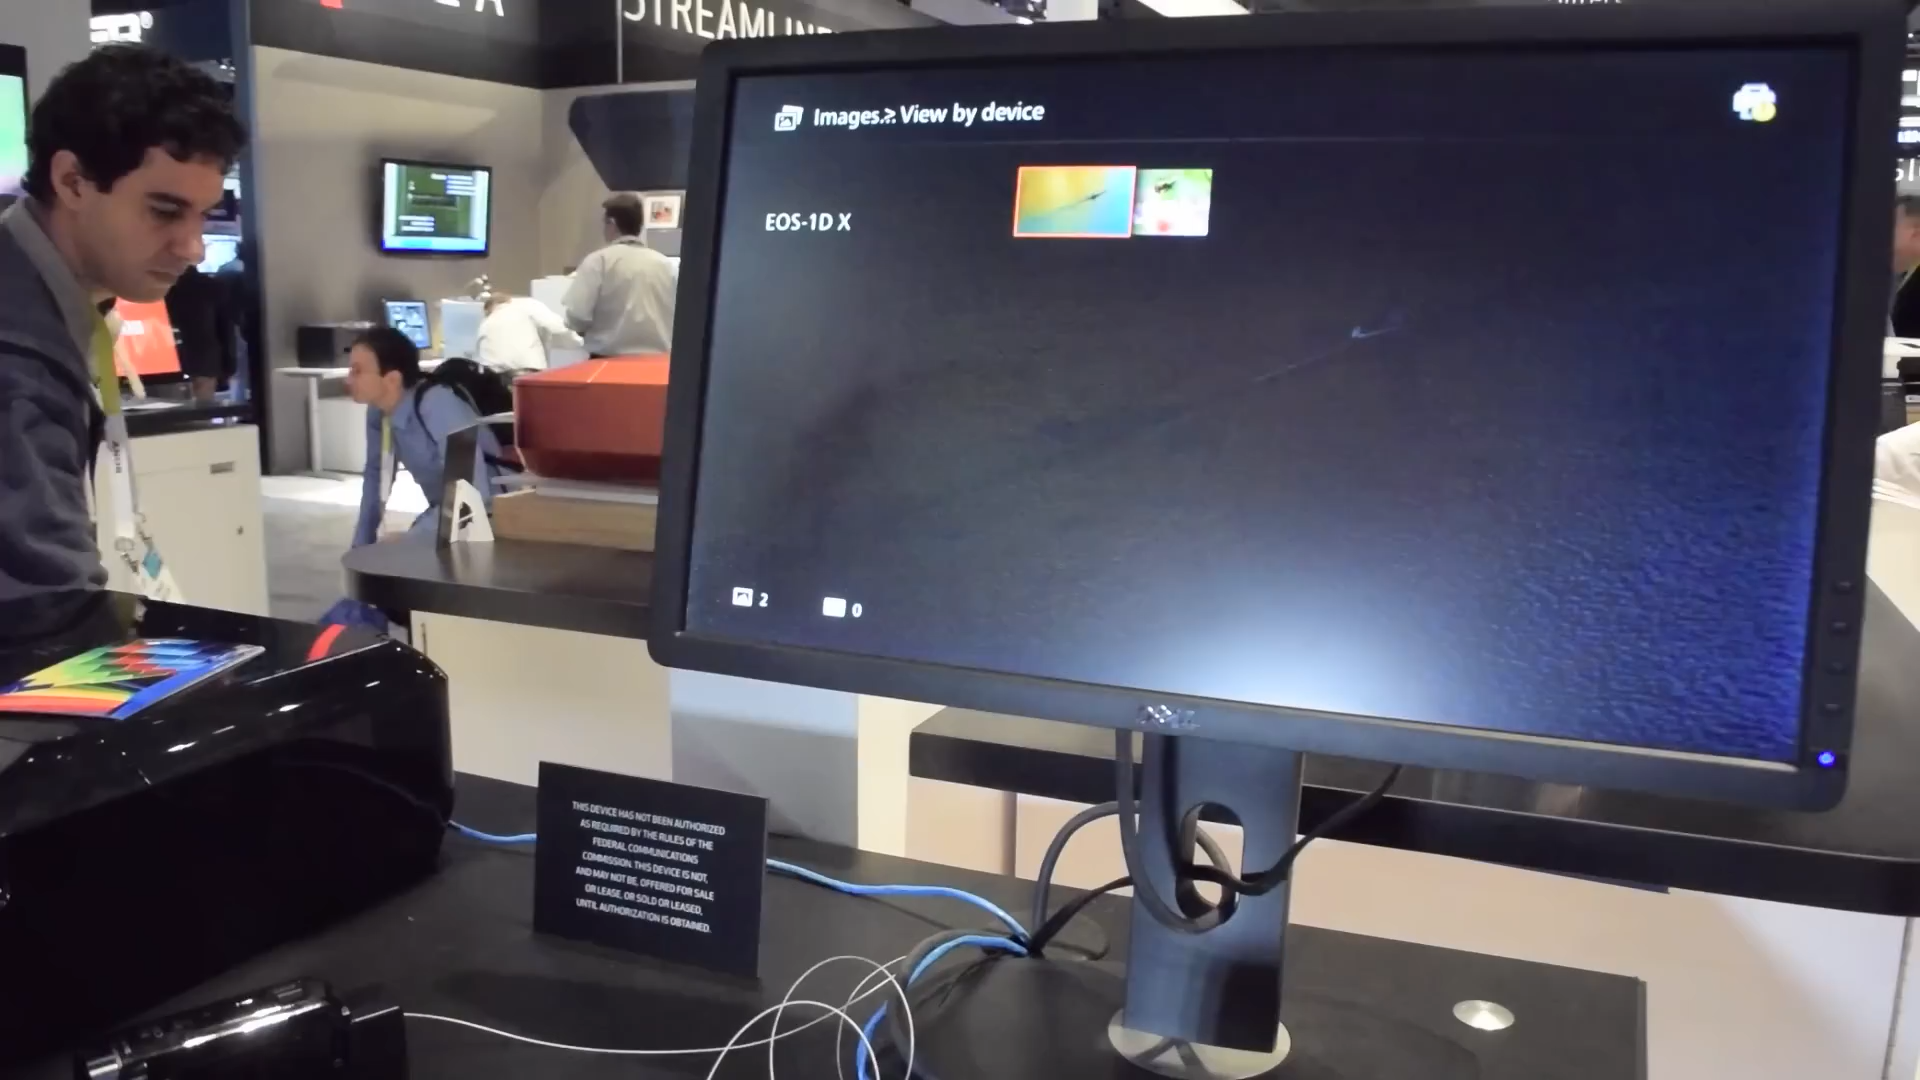 STREAMLINE
Images > View by device
EOS-1D X
2
0
DELL
THIS DEVICE HAS NOT BEEN AUTHORIZED
AS REQUIRED BY THE RULES OF THE
FEDERAL COMMUNICATIONS
COMMISSION. THIS DEVICE IS NOT,
AND MAY NOT BE, OFFERED FOR SALE
OR LEASE, OR SOLD OR LEASED,
UNTIL AUTHORIZATION IS OBTAINED.